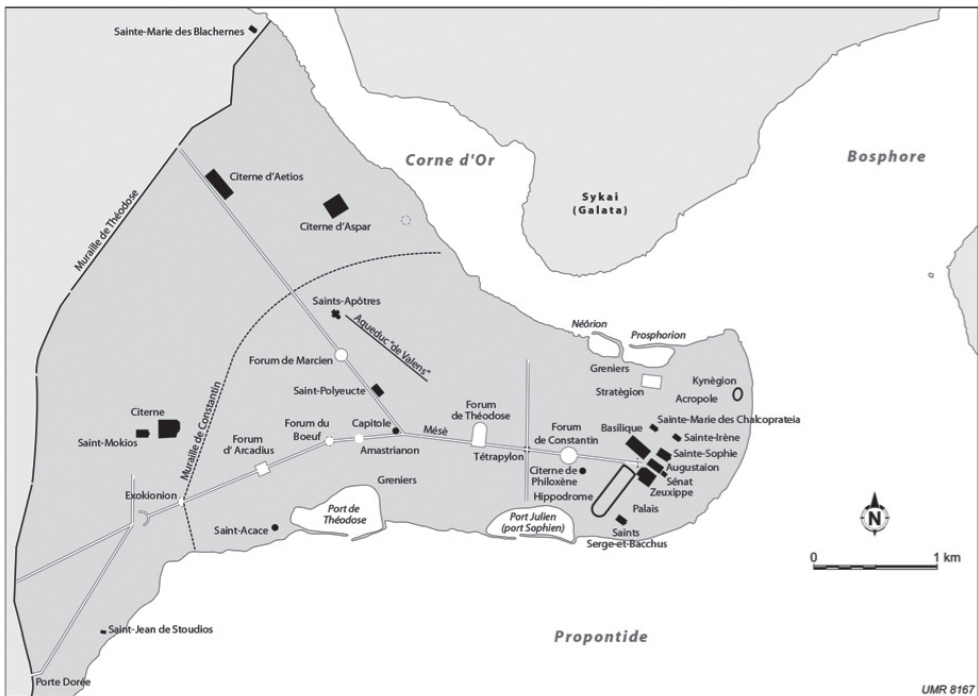 Sainte-Marie des Blachernes
Corne d'Or
Bosphore
Citerne d'Aetios
Sykai
(Galata)
Muraille de Théodose
Citerne d'Aspar
Saints-Apôtres
Aqueduc "de Valens"
Néôrion
Prosphorion
Forum de Marcien
Greniers
Stratègion
Kynègion
Acropole
Saint-Polyeucte
Muraille de Constantin
Citerne
Saint-Mokios
Forum
du Boeuf
Capitole
Mésè
Forum
de Théodose
Forum
de Constantin
Basilique
Sainte-Marie des Chalcoprateia
Sainte-Irène
Sainte-Sophie
Augustaion
Sénat
Zeuxippe
Forum
d'Arcadius
Amastrianon
Tétrapylon
Citerne de
Philoxène
Hippodrome
Exokionion
Greniers
Palais
Port de
Théodose
Port Julien
(port Sophien)
Saint-Acace
Saints
Serge-et-Bacchus
N
0
1 km
Saint-Jean de Stoudios
Propontide
Porte Dorée
UMR 8167